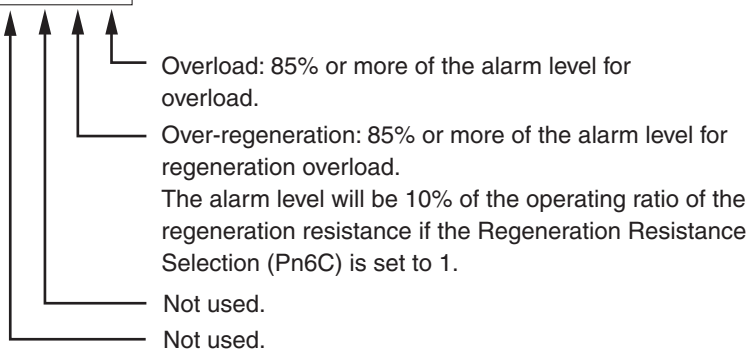 Overload: 85% or more of the alarm level for
overload.
Over-regeneration: 85% or more of the alarm level for
regeneration overload.
The alarm level will be 10% of the operating ratio of the
regeneration resistance if the Regeneration Resistance
Selection (Pn6C) is set to 1.
Not used.
Not used.